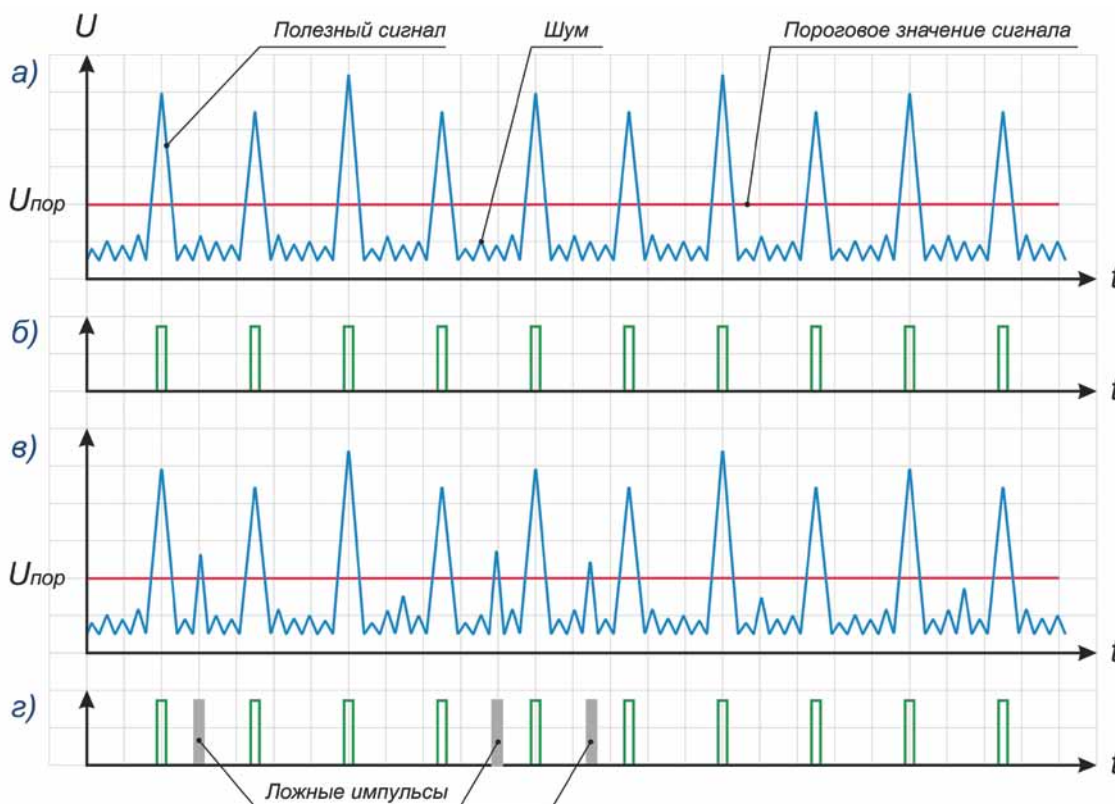 U Полезный сигнал Шум Пороговое значение сигнала
а)
Uпор
t
б)
t
в)
Uпор
t
г)
t
Ложные импульсы